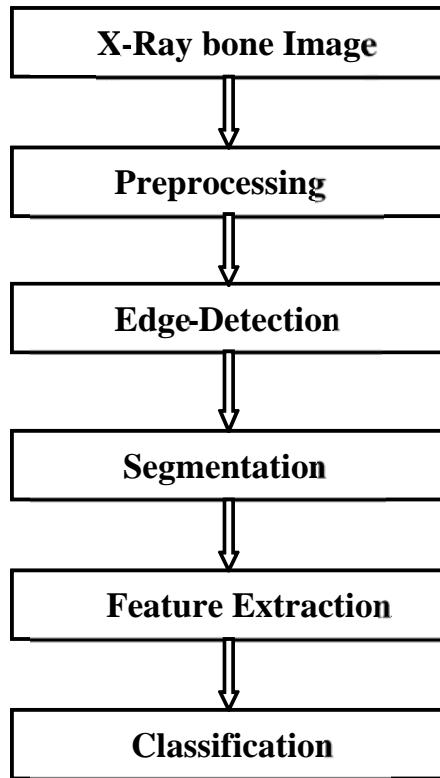 X-Ray bone Image
Preprocessing
Edge-Detection
Segmentation
Feature Extraction
Classification